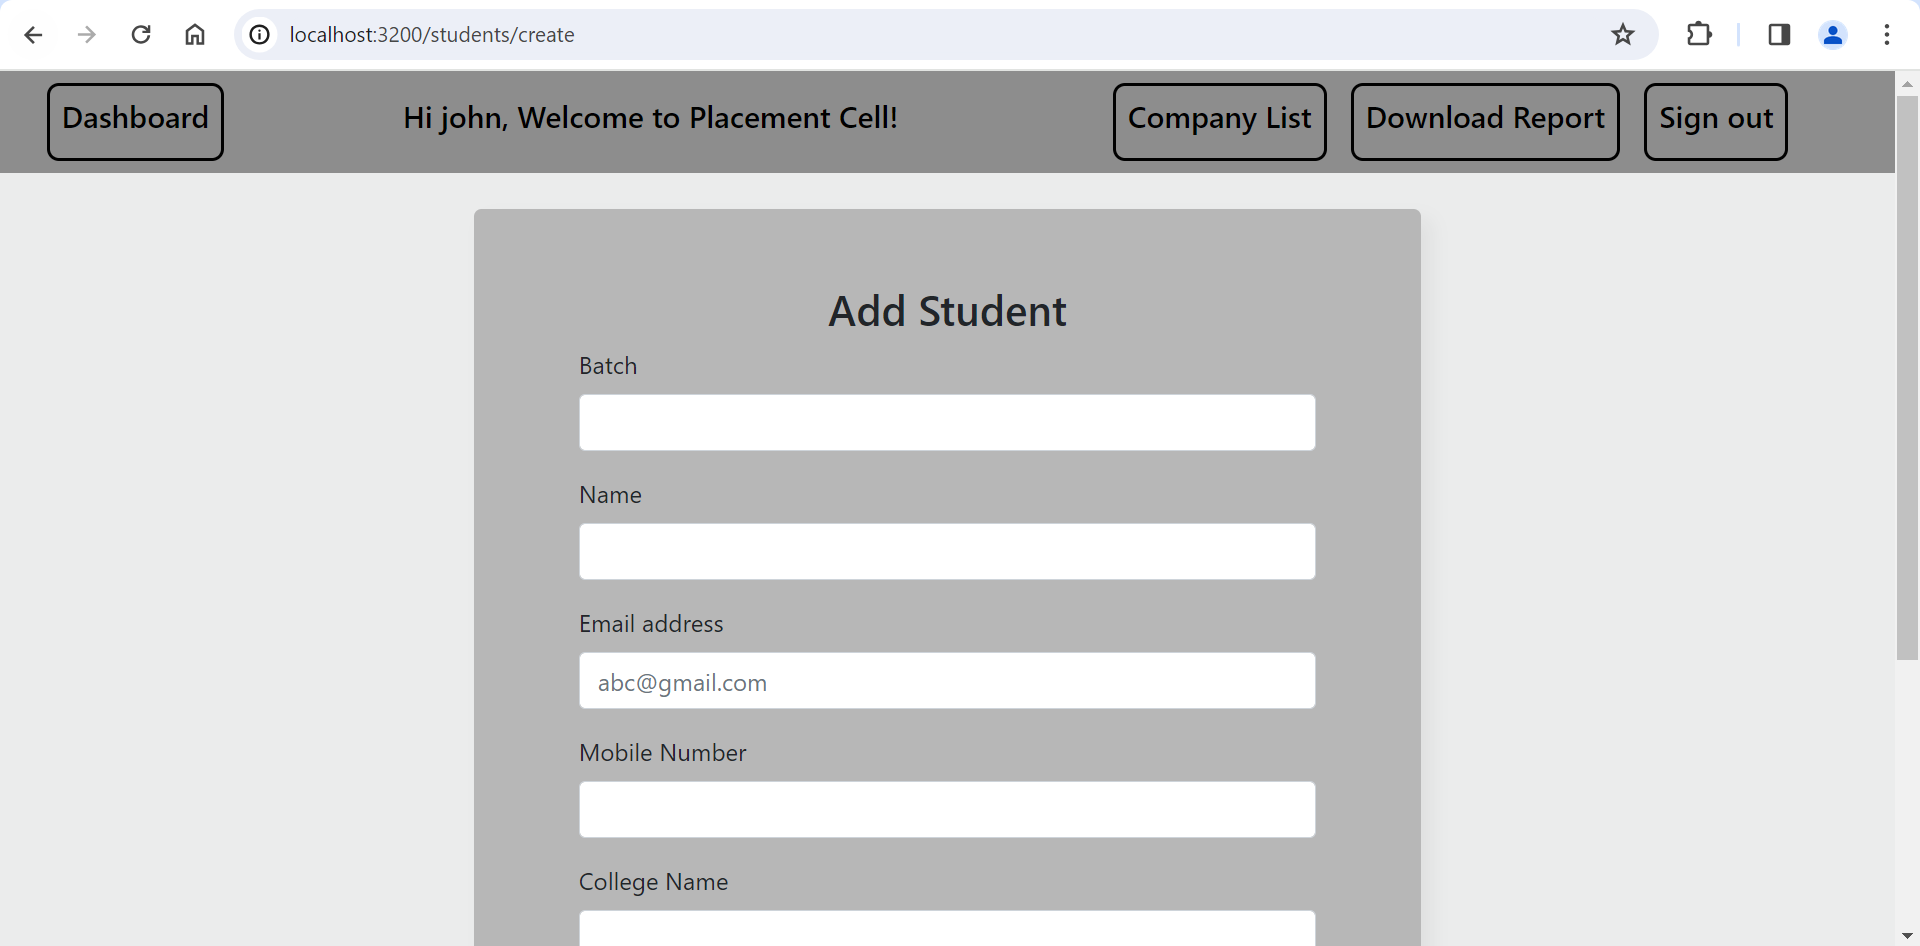 localhost:3200/students/create
Dashboard
Hi john, Welcome to Placement Cell!
Company List
Download Report
Sign out
Add Student
Batch
Name
Email address
abc@gmail.com
Mobile Number
College Name